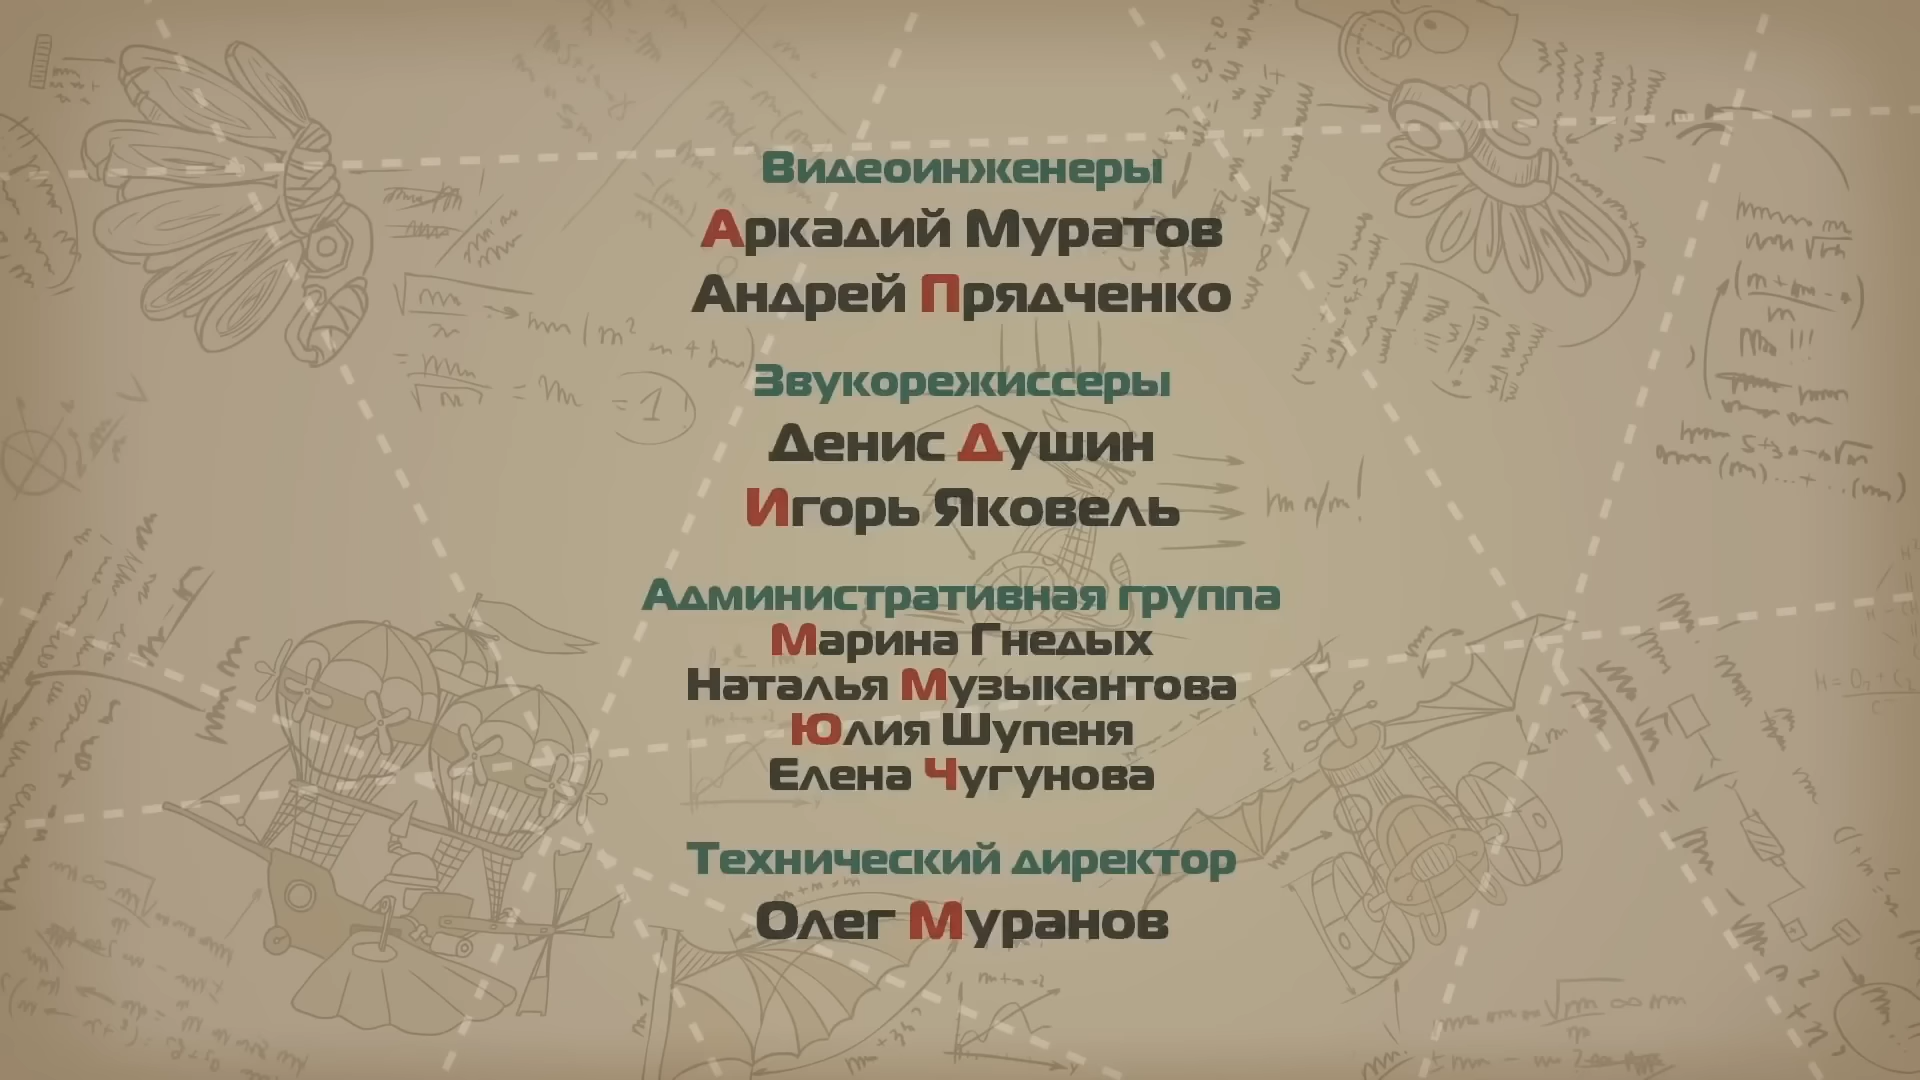 Видеоинженеры
Аркадий Муратов
Андрей Прядченко
Звукорежиссеры
Денис Душин
Игорь Яковель
Административная группа
Марина Гнедых
Наталья Музыкантова
Юлия Шупеня
Елена Чугунова
Технический директор
Олег Муранов